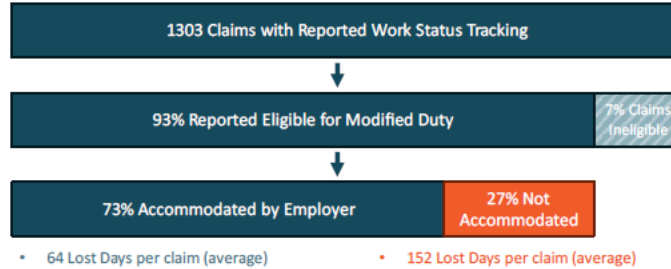 1303 Claims with Reported Work Status Tracking
93% Reported Eligible for Modified Duty
7% Claims
Ineligible
73% Accommodated by Employer
27% Not
Accommodated
• 64 Lost Days per claim (average)
• 152 Lost Days per claim (average)